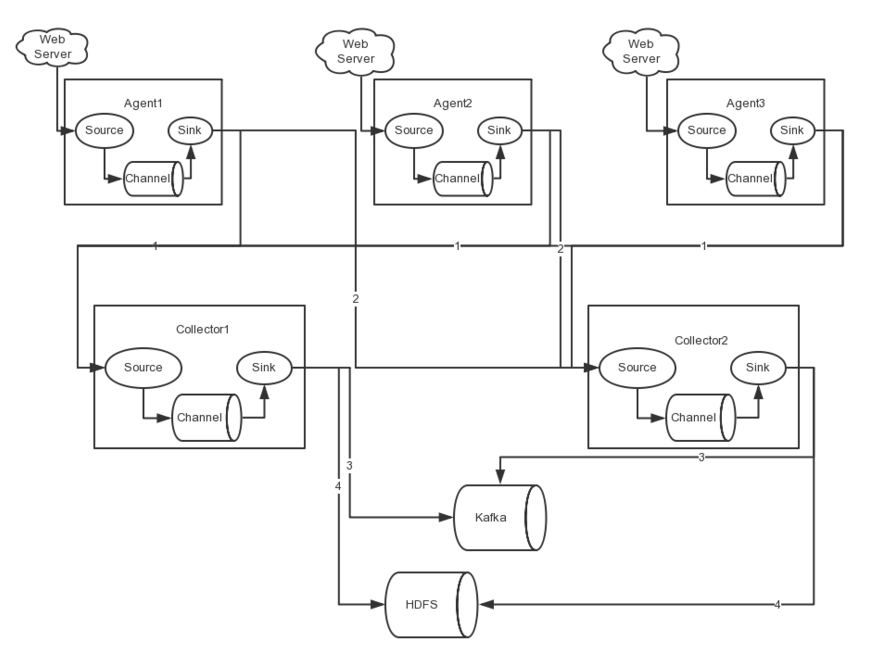 Web
Server
Web
Server
Web
Server
Agent1
Agent2
Agent3
Source
Sink
Source
Sink
Source
Sink
Channel
Channel
Channel
1
1
2
1
2
Collector1
Collector2
Source
Sink
Source
Sink
Channel
Channel
3
3
4
Kafka
HDFS
4